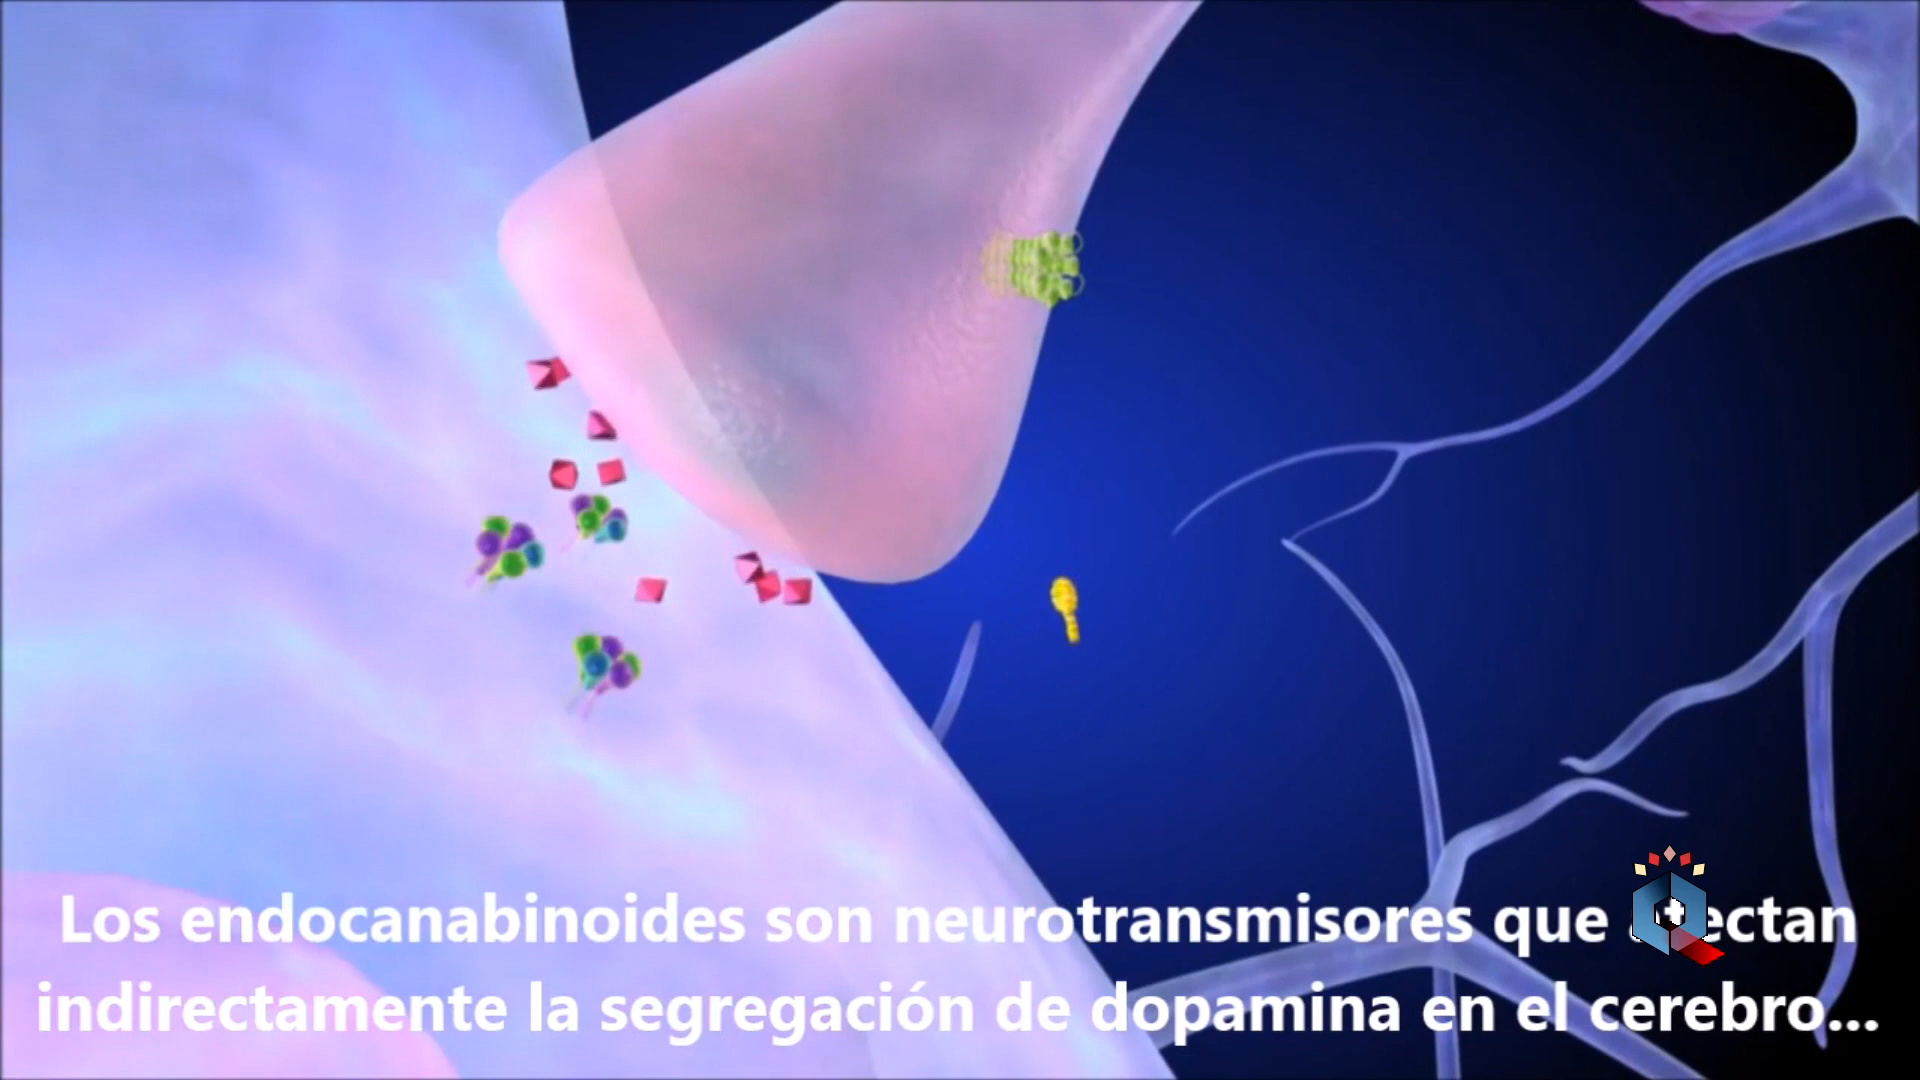 Los endocanabinoides son neurotransmisores que
indirectamente la segregación de dopamina en el cerebro...